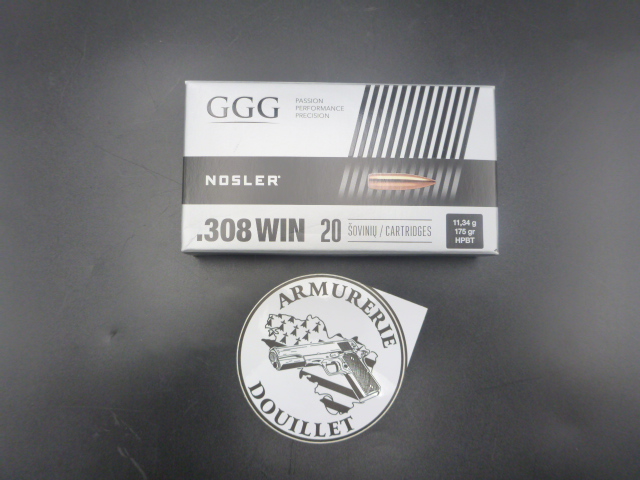 GGG
PASSION
PERFORMANCE
PRECISION
NOSLER®
.308 WIN 20 ŠOVINIŲ / CARTRIDGES
11,34 g
175 gr
HPBT
ARMURERIE
DOUILLET